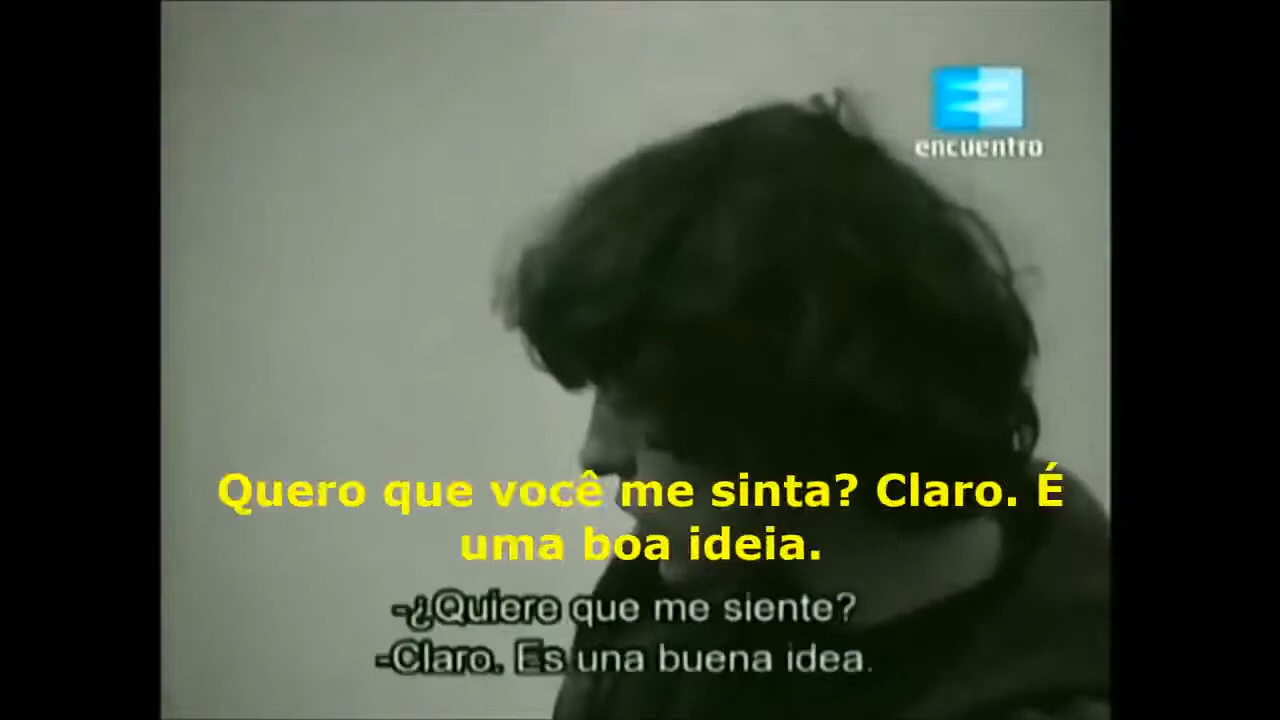 encuentro
Quero que você me sinta? Claro. É
uma boa ideia.
-¿Quiere que me siente?
-Claro. Es una buena idea.